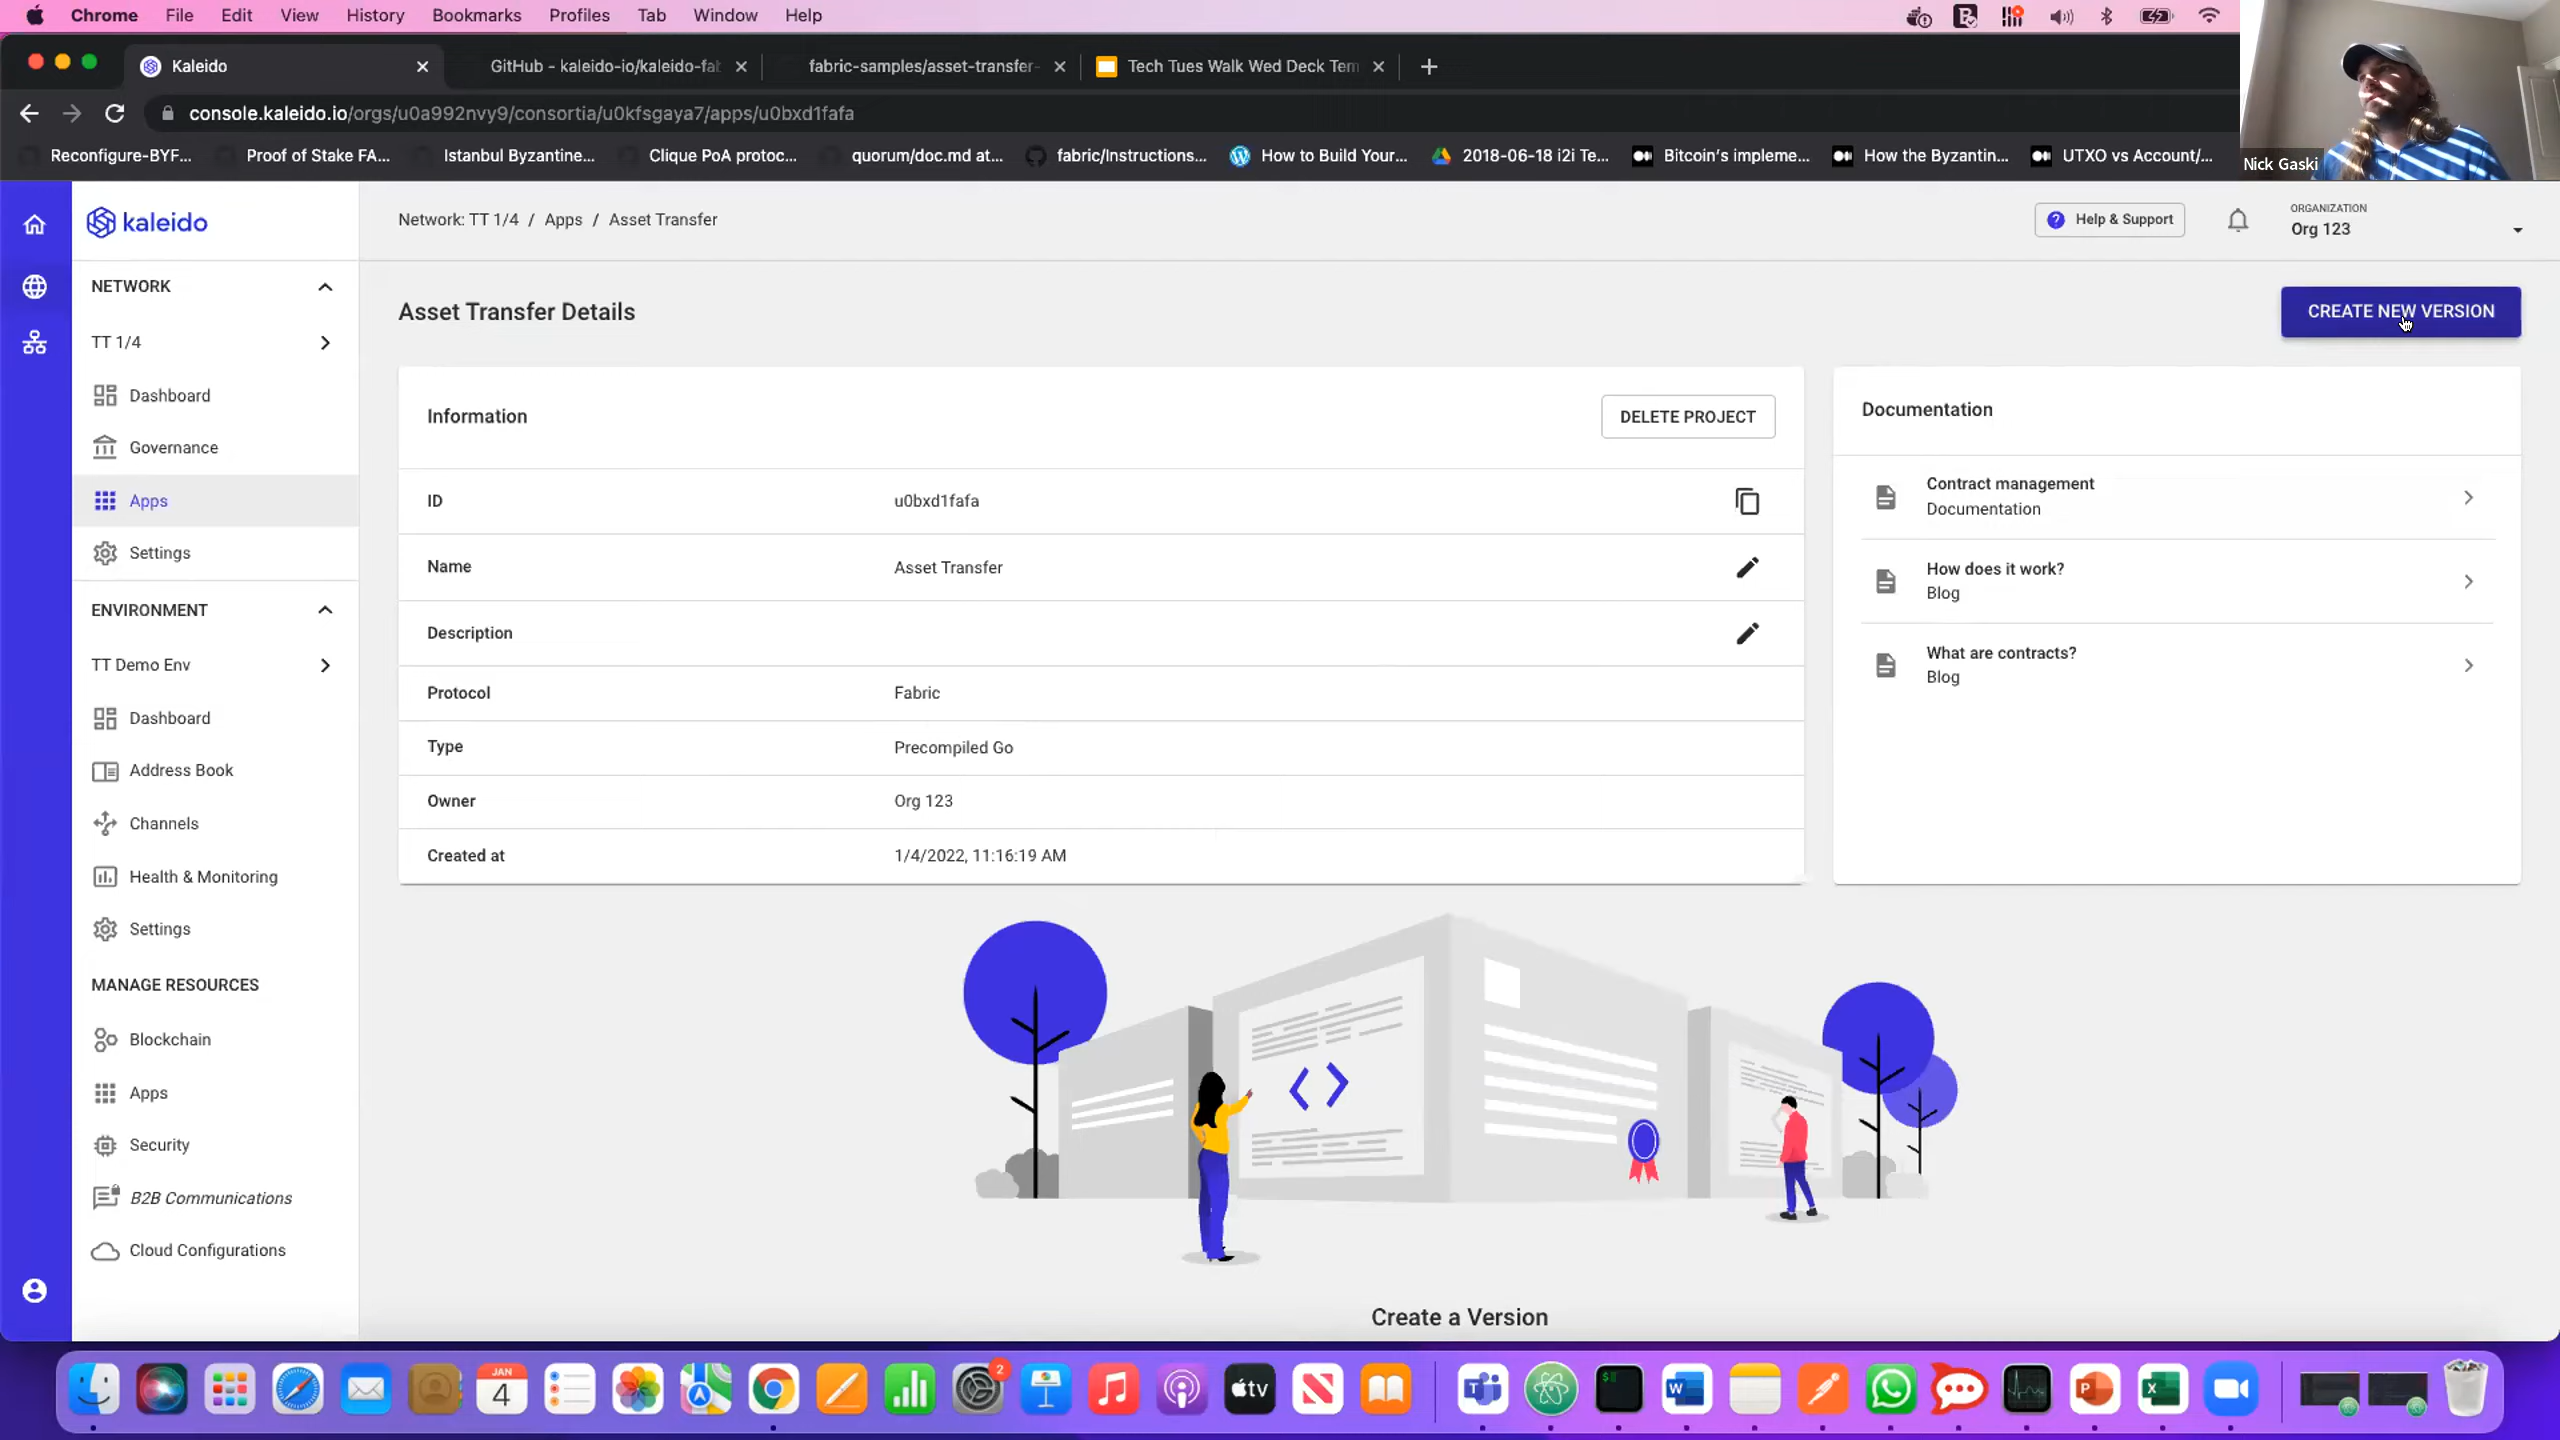 Chrome File Edit View History Bookmarks Profiles Tab Window Help
Kaleido
GitHub - kaleido-io/kaleido-fab
fabric-samples/asset-transfer-
Tech Tues Walk Wed Deck Tem
console.kaleido.io/orgs/u0a992nvy9/consortia/u0kfsgaya7/apps/u0bxd1fafa
Reconfigure-BYF... Proof of Stake FA... Istanbul Byzantine... Clique PoA protoc... quorum/doc.md at... fabric/Instructions... How to Build Your... 2018-06-18 i2i Te... Bitcoin's impleme... How the Byzantin... UTXO vs Account/...
Nick Gaski
kaleido
Network: TT 1/4 / Apps / Asset Transfer
Help & Support
ORGANIZATION
Org 123
NETWORK
TT 1/4
Dashboard
Governance
Apps
Settings
ENVIRONMENT
TT Demo Env
Dashboard
Address Book
Channels
Health & Monitoring
Settings
MANAGE RESOURCES
Blockchain
Apps
Security
B2B Communications
Cloud Configurations
Asset Transfer Details
CREATE NEW VERSION
Information
DELETE PROJECT
ID u0bxd1fafa
Name Asset Transfer
Description
Protocol Fabric
Type Precompiled Go
Owner Org 123
Created at 1/4/2022, 11:16:19 AM
Documentation
Contract management
Documentation
How does it work?
Blog
What are contracts?
Blog
Create a Version
JAN
4
2
tv